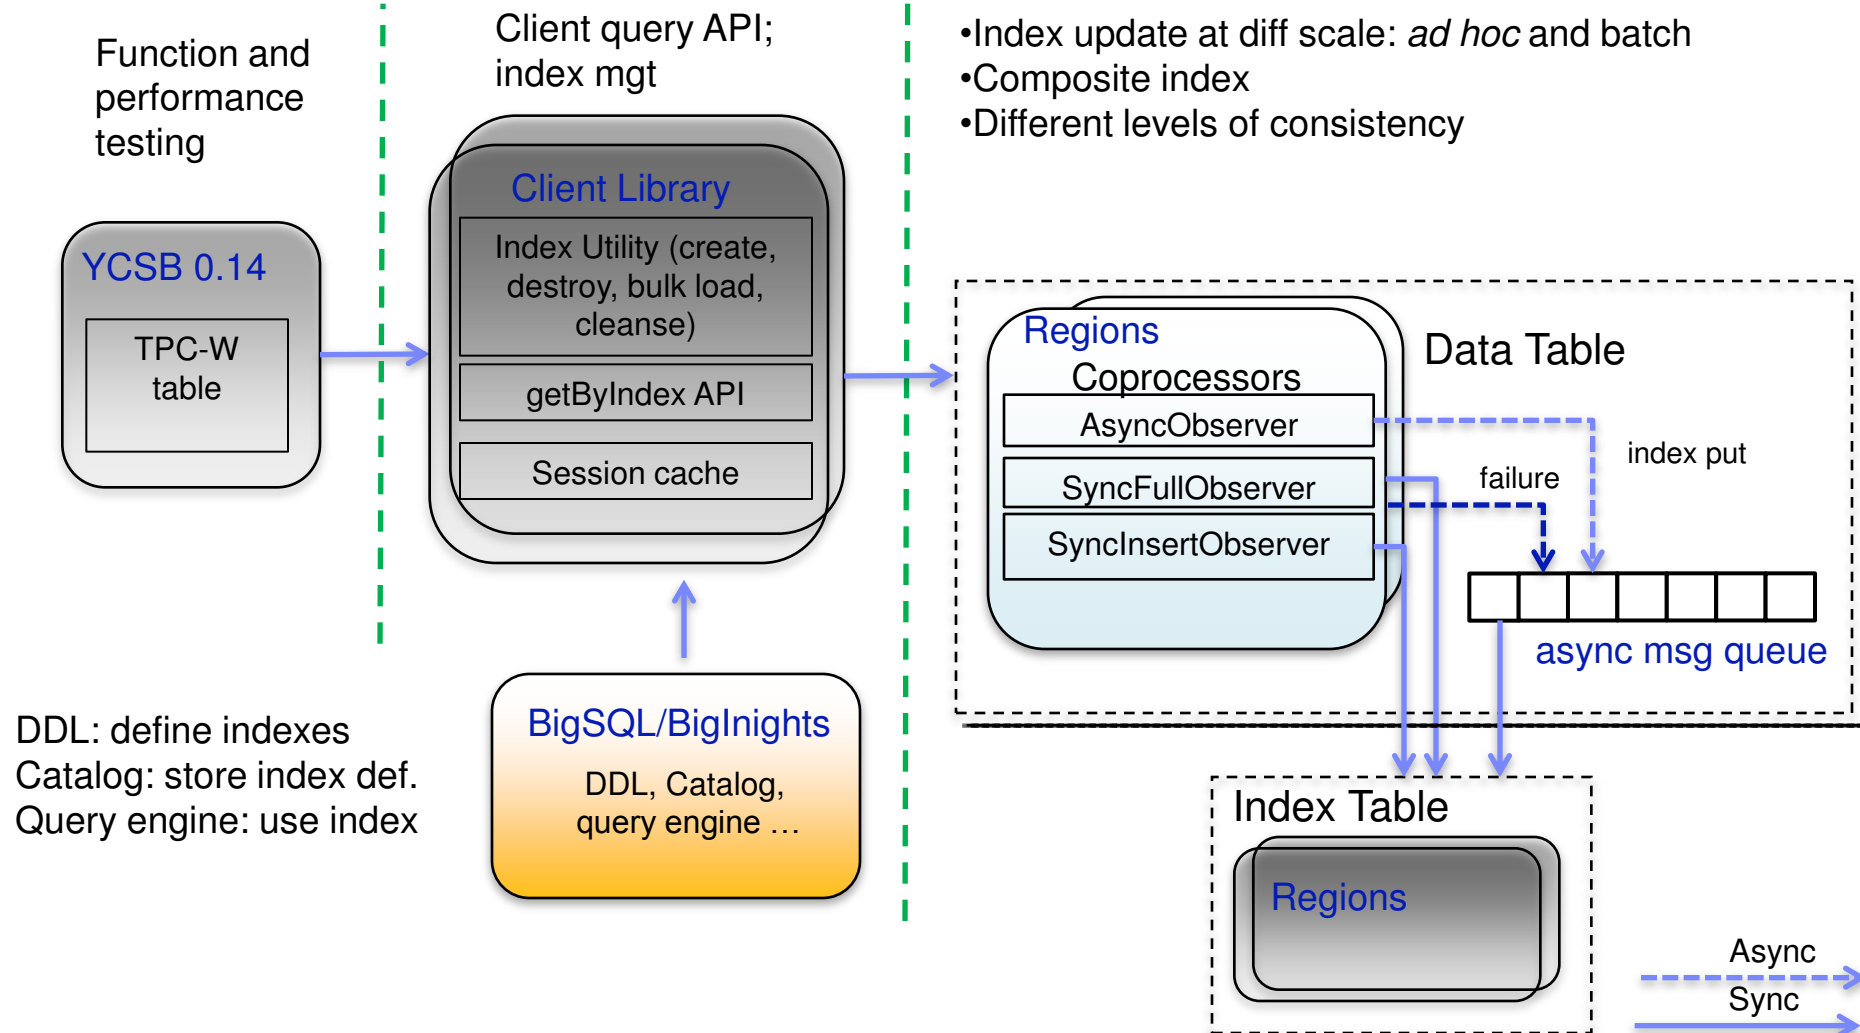 Function and
performance
testing
Client query API;
index mgt
•Index update at diff scale: ad hoc and batch
•Composite index
•Different levels of consistency
YCSB 0.14
TPC-W
table
Client Library
Index Utility (create,
destroy, bulk load,
cleanse)
getByIndex API
Session cache
Regions
Coprocessors
AsyncObserver
SyncFullObserver
SyncInsertObserver
Data Table
index put
failure
async msg queue
DDL: define indexes
Catalog: store index def.
Query engine: use index
BigSQL/BigInights
DDL, Catalog,
query engine …
Index Table
Regions
Async
Sync